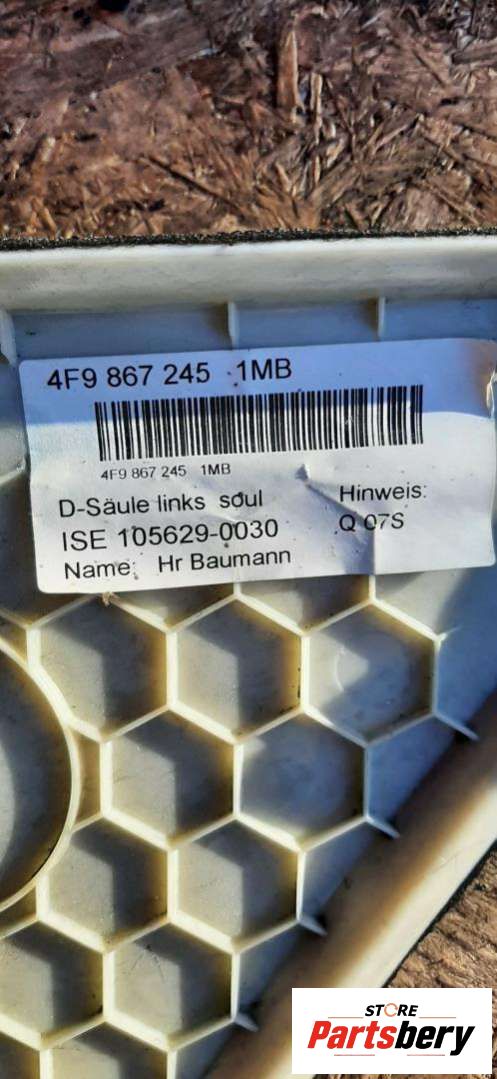 4F9 867 245 1MB
4F9 867 245 1MB
D-Säule links soul
Hinweis:
ISE 105629-0030
Q 07S
Name: Hr Baumann
STORE
Partsbery